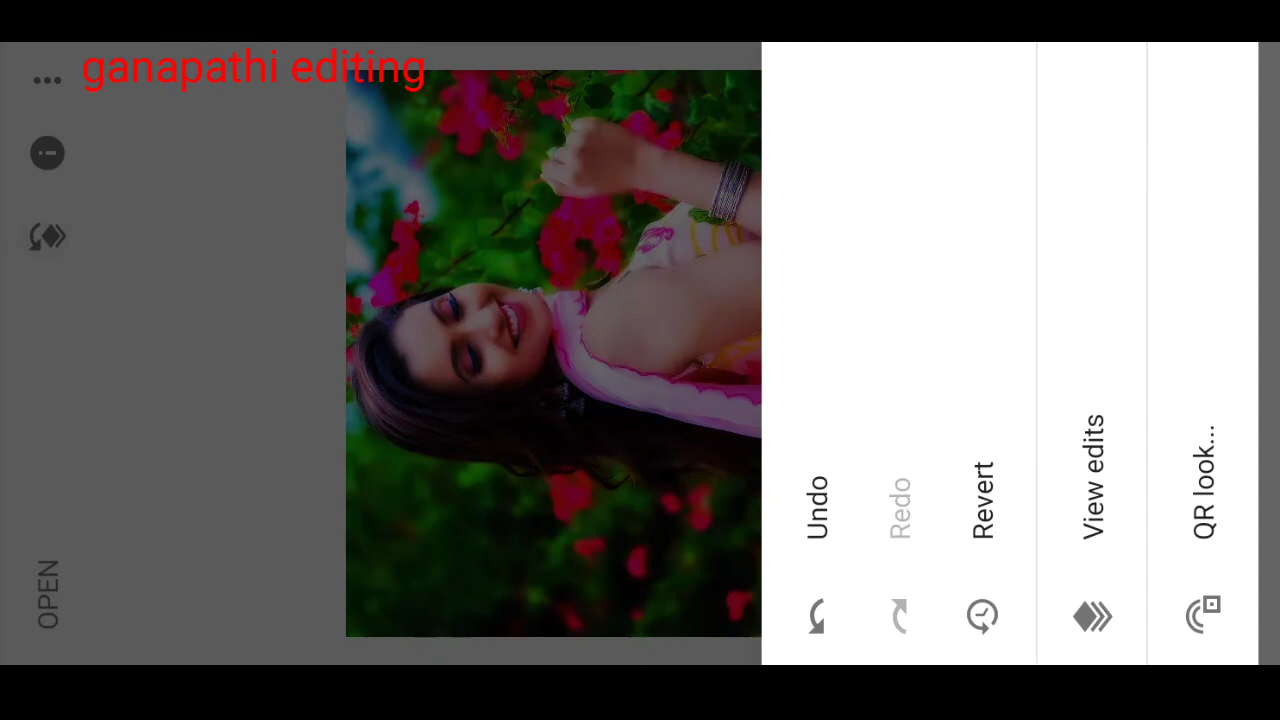 ganapathi editing
OPEN
Undo
Redo
Revert
View edits
QR look...